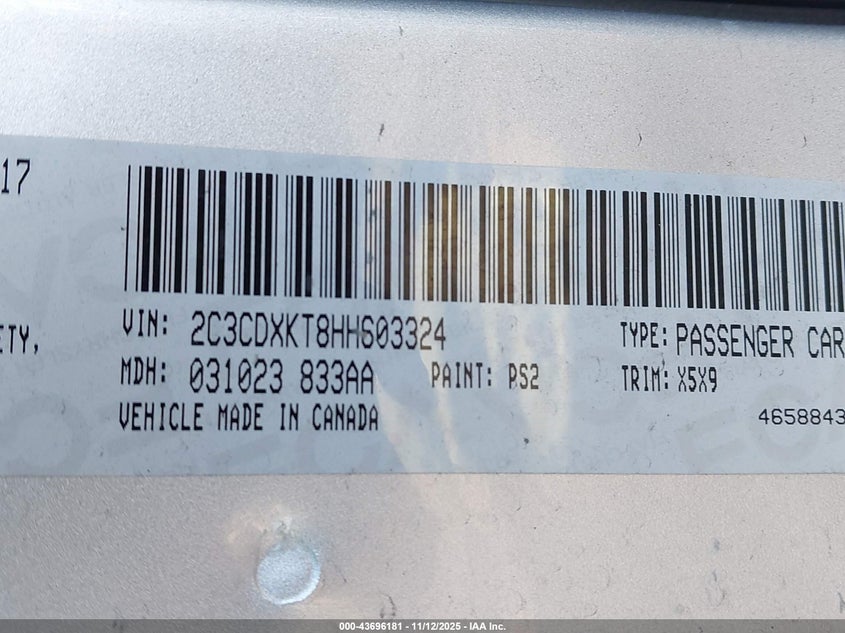 17
ETY,
VIN: 2C3CDXKT8HH603324 TYPE: PASSENGER CAR
MDH: 031023 833AA PAINT: PS2 TRIM: X5X9
VEHICLE MADE IN CANADA 4658843
000-43696181 - 11/12/2025 - IAA Inc.